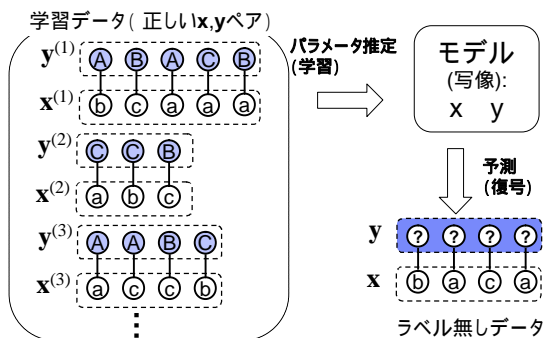 学習データ( 正しいx,yペア)
y(1) A B A C B
x(1) b c a a a
y(2) C C B
x(2) a b c
y(3) A A B C
x(3) a c c b
パラメータ推定
(学習)
モデル
(写像):
x y
予測
(復号)
y ? ? ? ?
x b a c a
ラベル無しデータ